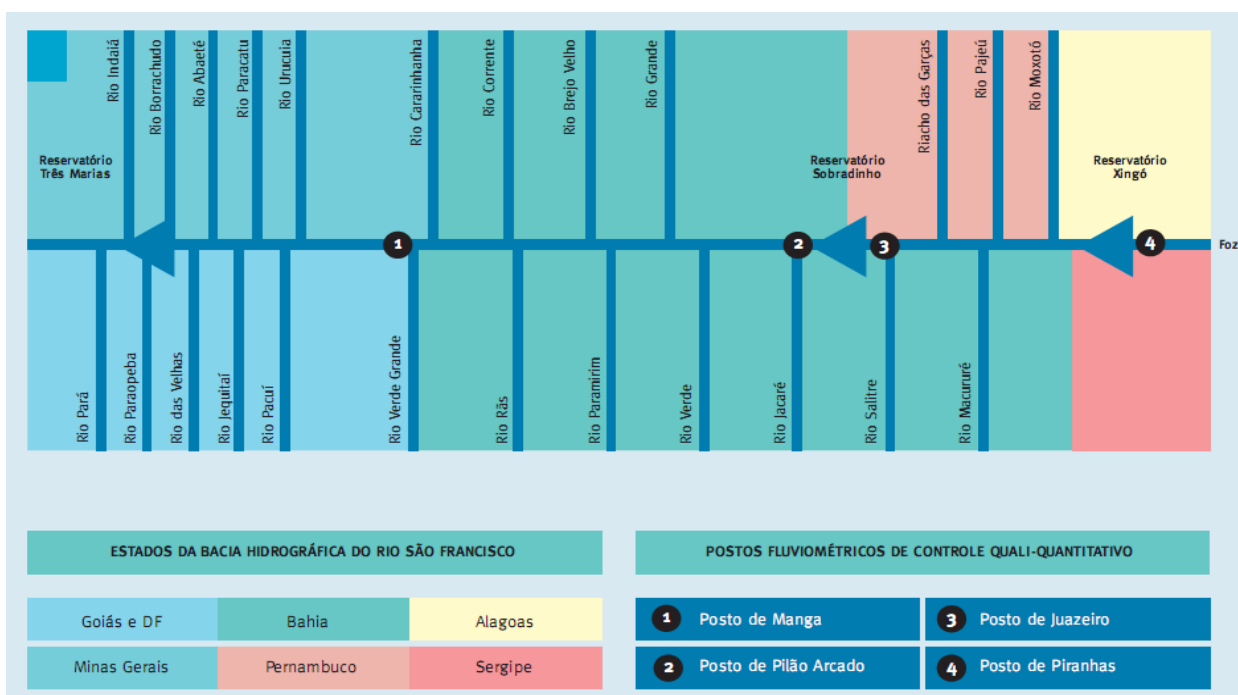 Rio Indaiá
Rio Borrachudo
Rio Abaeté
Rio Paracatu
Rio Urucuia
Rio Cararinhanha
Rio Corrente
Rio Brejo Velho
Rio Grande
Riacho das Garças
Rio Pajeú
Rio Moxotó
Reservatório
Três Marias
Reservatório
Sobradinho
Reservatório
Xingó
1
2
3
4
Foz
Rio Pará
Rio Paraopeba
Rio das Velhas
Rio Jequitaí
Rio Pacuí
Rio Verde Grande
Rio Rãs
Rio Paramirim
Rio Verde
Rio Jacaré
Rio Salitre
Rio Macururé
ESTADOS DA BACIA HIDROGRÁFICA DO RIO SÃO FRANCISCO
Goiás e DF
Bahia
Alagoas
Minas Gerais
Pernambuco
Sergipe
POSTOS FLUVIOMÉTRICOS DE CONTROLE QUALI-QUANTITATIVO
1 Posto de Manga
3 Posto de Juazeiro
2 Posto de Pilão Arcado
4 Posto de Piranhas